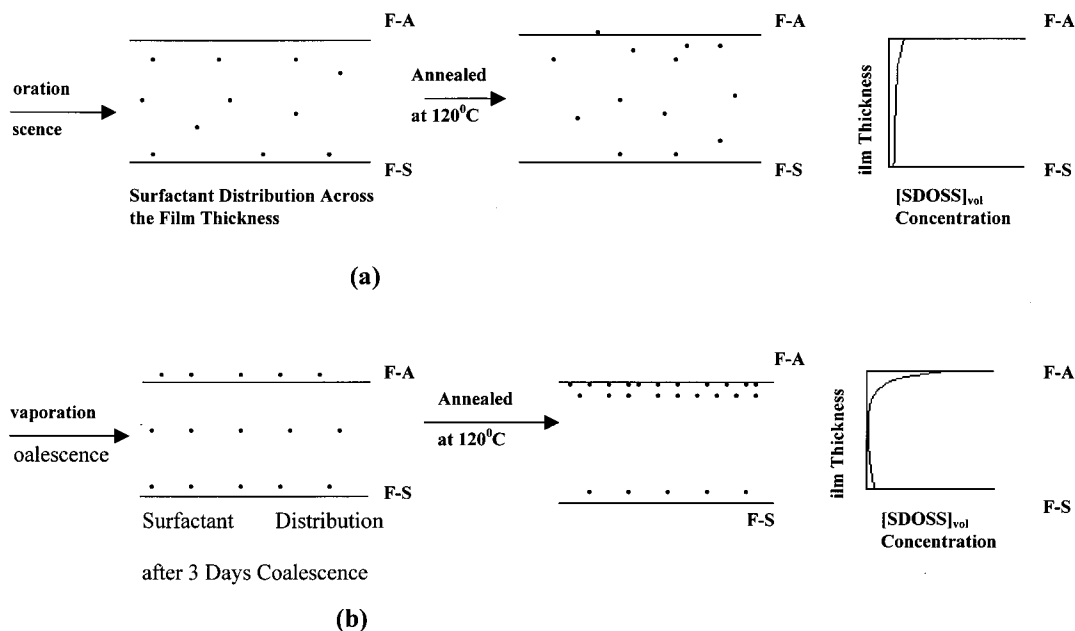 F-A
F-A
F-A
oration
scence
Annealed
at 120⁰C
ilm Thickness
F-S
F-S
Surfactant Distribution Across
the Film Thickness
[SDOSS]vol
Concentration
(a)
F-A
F-A
F-A
vaporation
oalescence
Annealed
at 120⁰C
ilm Thickness
F-S
F-S
F-S
Surfactant Distribution
after 3 Days Coalescence
[SDOSS]vol
Concentration
(b)